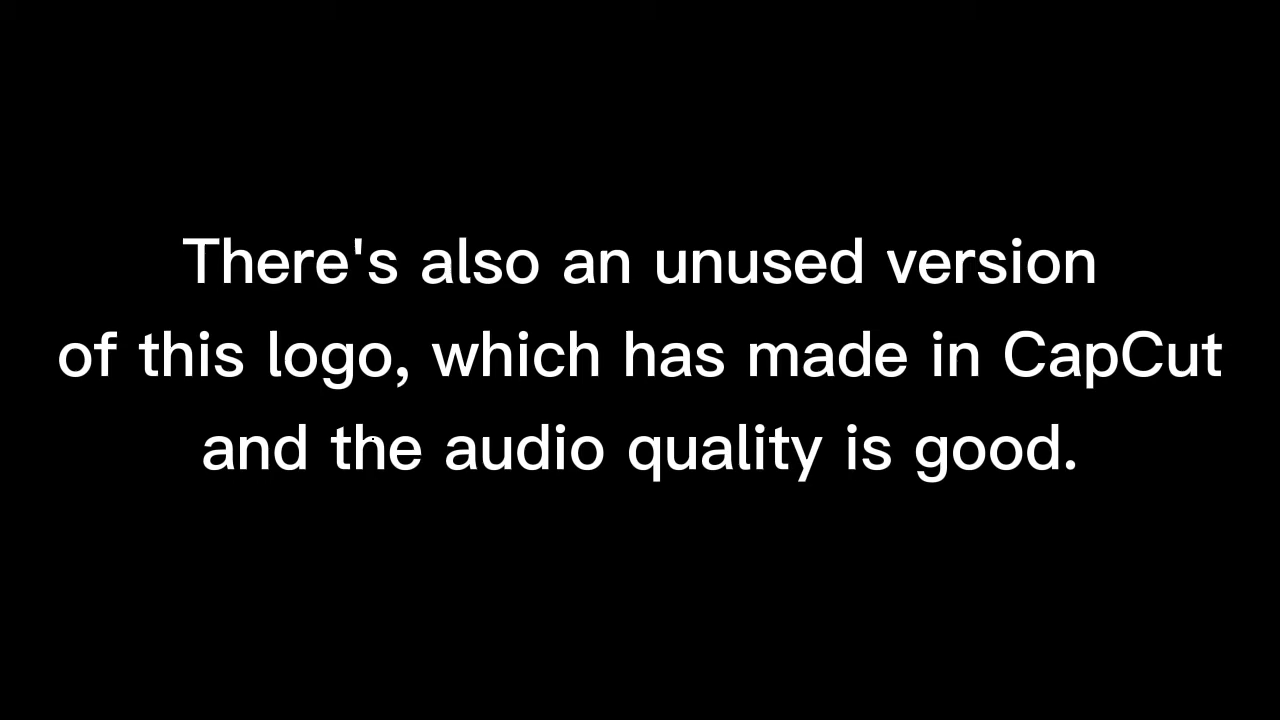 There's also an unused version
of this logo, which has made in CapCut
and the audio quality is good.